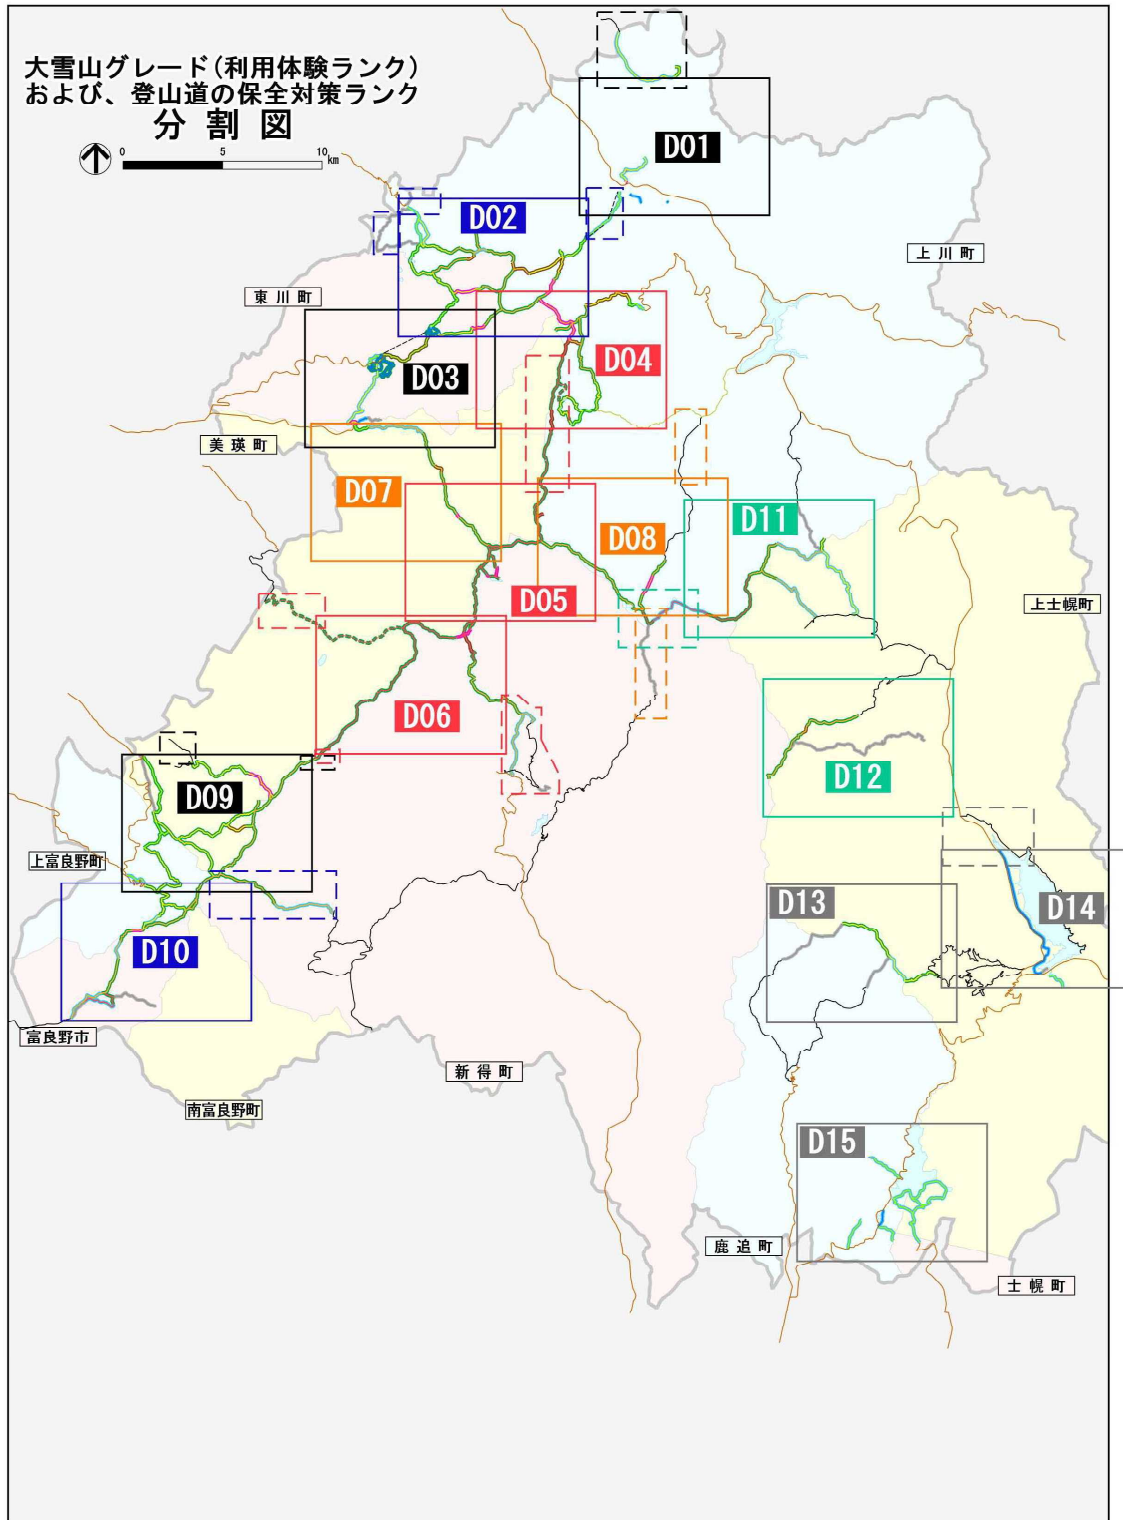 大雪山グレード(利用体験ランク)
および、登山道の保全対策ランク
分割図
0 5 10 km
D01
D02
上川町
東川町
D04
D03
美瑛町
D07
D11
D08
D05
上士幌町
D06
D12
D09
上富良野町
D13
D14
D10
富良野市
新得町
南富良野町
D15
鹿追町
士幌町